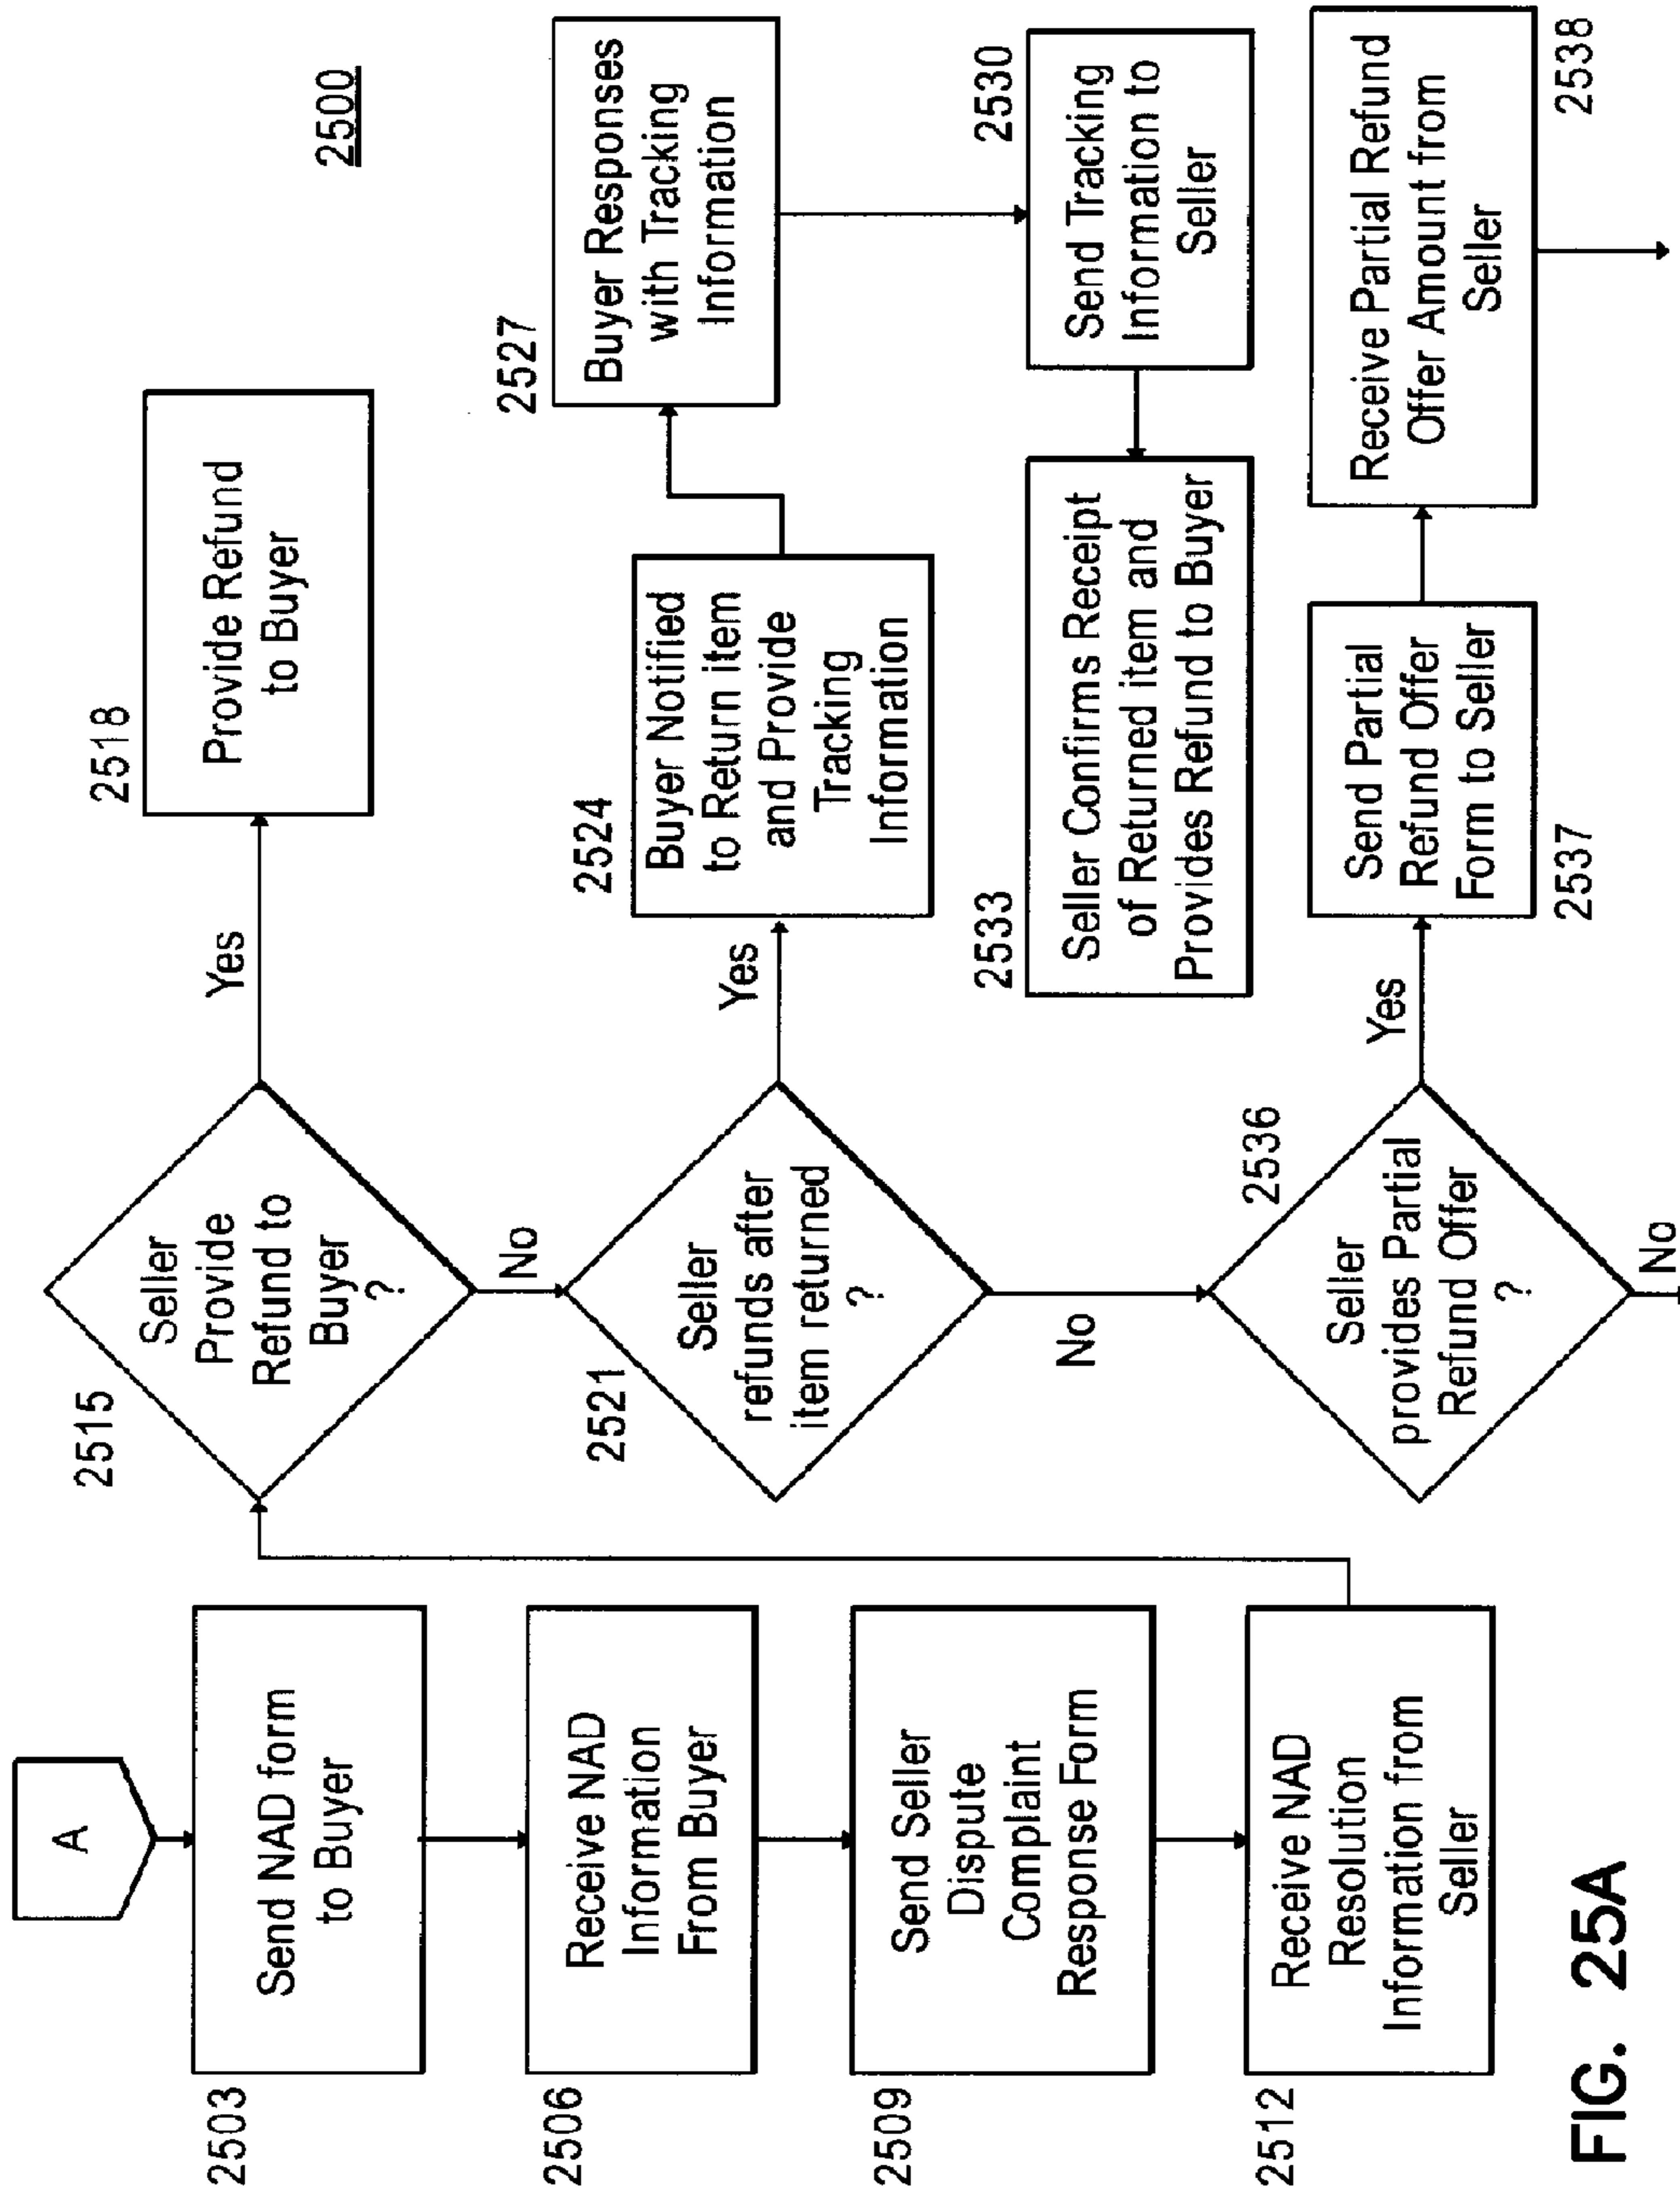 2500
A
2503
Send NAD form
to Buyer
2506
Receive NAD
Information
From Buyer
2509
Send Seller
Dispute
Complaint
Response Form
2512
Receive NAD
Resolution
Information from
Seller
2515
Seller
Provide
Refund to
Buyer
?
Yes
2518
Provide Refund
to Buyer
No
2521
Seller
refunds after
item returned
?
Yes
2524
Buyer Notified
to Return item
and Provide
Tracking
Information
2527
Buyer Responses
with Tracking
Information
2530
Send Tracking
Information to
Seller
2533
Seller Confirms Receipt
of Returned item and
Provides Refund to Buyer
No
2536
Seller
provides Partial
Refund Offer
?
Yes
Send Partial
Refund Offer
Form to Seller
2537
Receive Partial Refund
Offer Amount from
Seller
2538
No
FIG. 25A